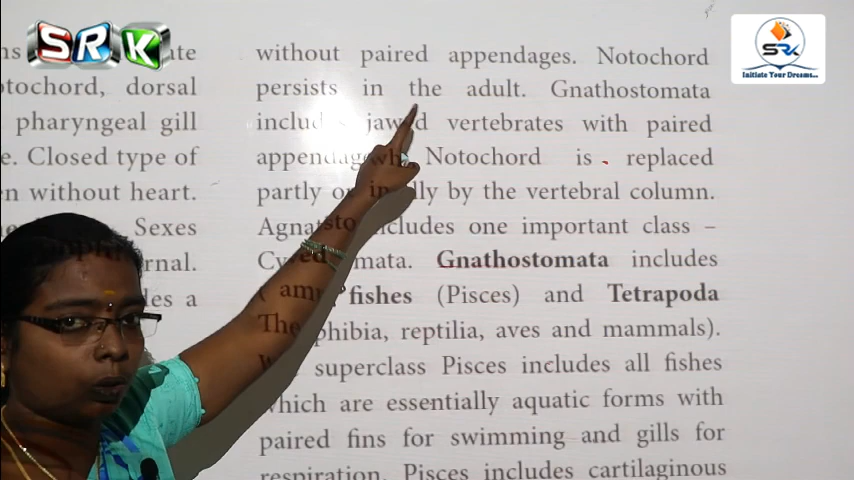 SRK
SRK
Initiate Your Dreams...
tochord, dorsal
pharyngeal gill
e. Closed type of
n without heart.
Sexes
rnal.
les a
without paired appendages. Notochord
persists in the adult. Gnathostomata
jawed vertebrates with paired
Notochord is replaced
partly or by the vertebral column.
includes one important class –
Gnathostomata includes
fishes (Pisces) and Tetrapoda
phibia, reptilia, aves and mammals).
superclass Pisces includes all fishes
which are essentially aquatic forms with
paired fins for swimming and gills for
respiration. Pisces includes cartilaginous